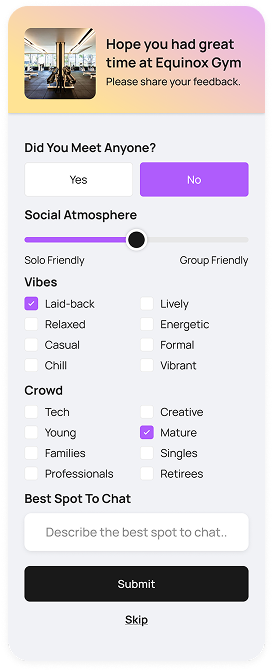 Hope you had great
time at Equinox Gym
Please share your feedback.
Did You Meet Anyone?
Yes No
Social Atmosphere
Solo Friendly Group Friendly
Vibes
Laid-back Lively
Relaxed Energetic
Casual Formal
Chill Vibrant
Crowd
Tech Creative
Young Mature
Families Singles
Professionals Retirees
Best Spot To Chat
Describe the best spot to chat..
Submit
Skip